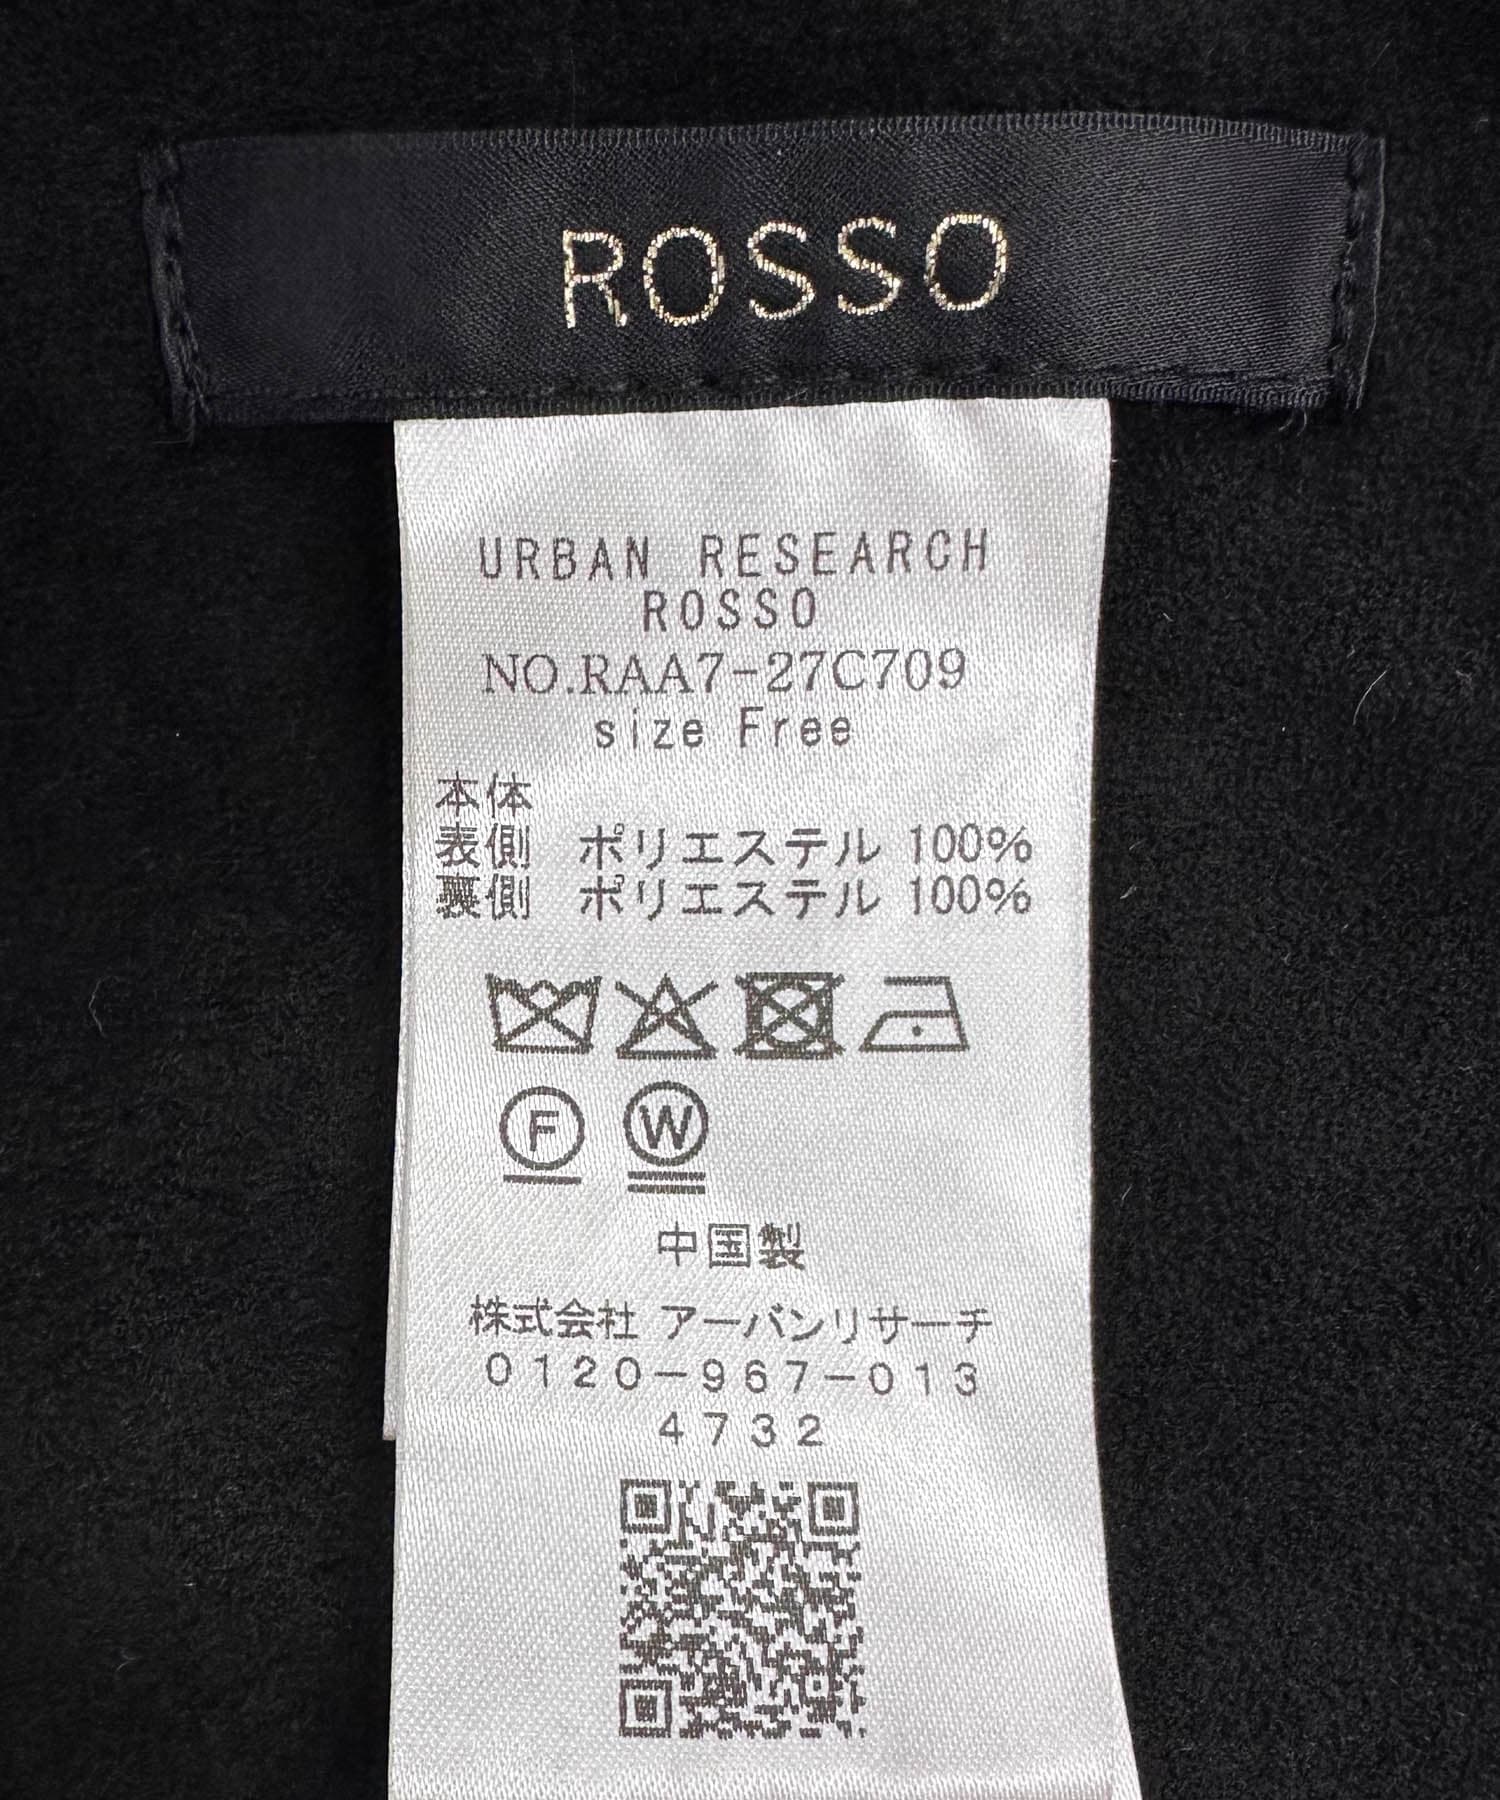 ROSSO
URBAN RESEARCH
ROSSO
NO.RAA7-27C709
size Free
本体
表側 ポリエステル 100%
裏側 ポリエステル 100%
F W
中国製
株式会社 アーバンリサーチ
0120-967-013
4732